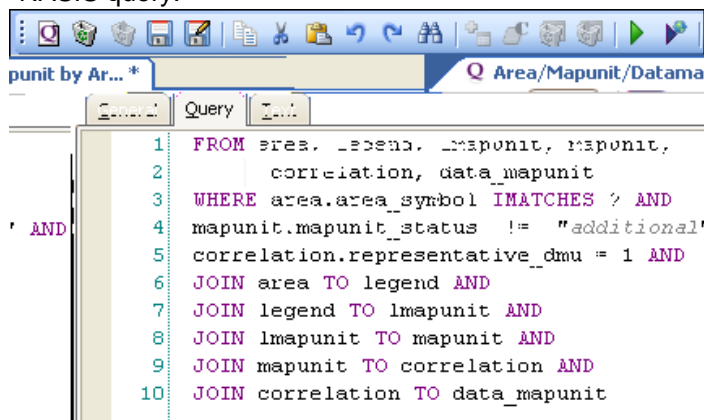 NASIS query.
punit by Ar... *
Q Area/Mapunit/Datama
General Query Text
1 FROM area, legend, lmapunit, mapunit,
2 correlation, data_mapunit
3 WHERE area.area_symbol IMATCHES ? AND
' AND
4 mapunit.mapunit_status != "additional"
5 correlation.representative_dmu = 1 AND
6 JOIN area TO legend AND
7 JOIN legend TO lmapunit AND
8 JOIN lmapunit TO mapunit AND
9 JOIN mapunit TO correlation AND
10 JOIN correlation TO data_mapunit